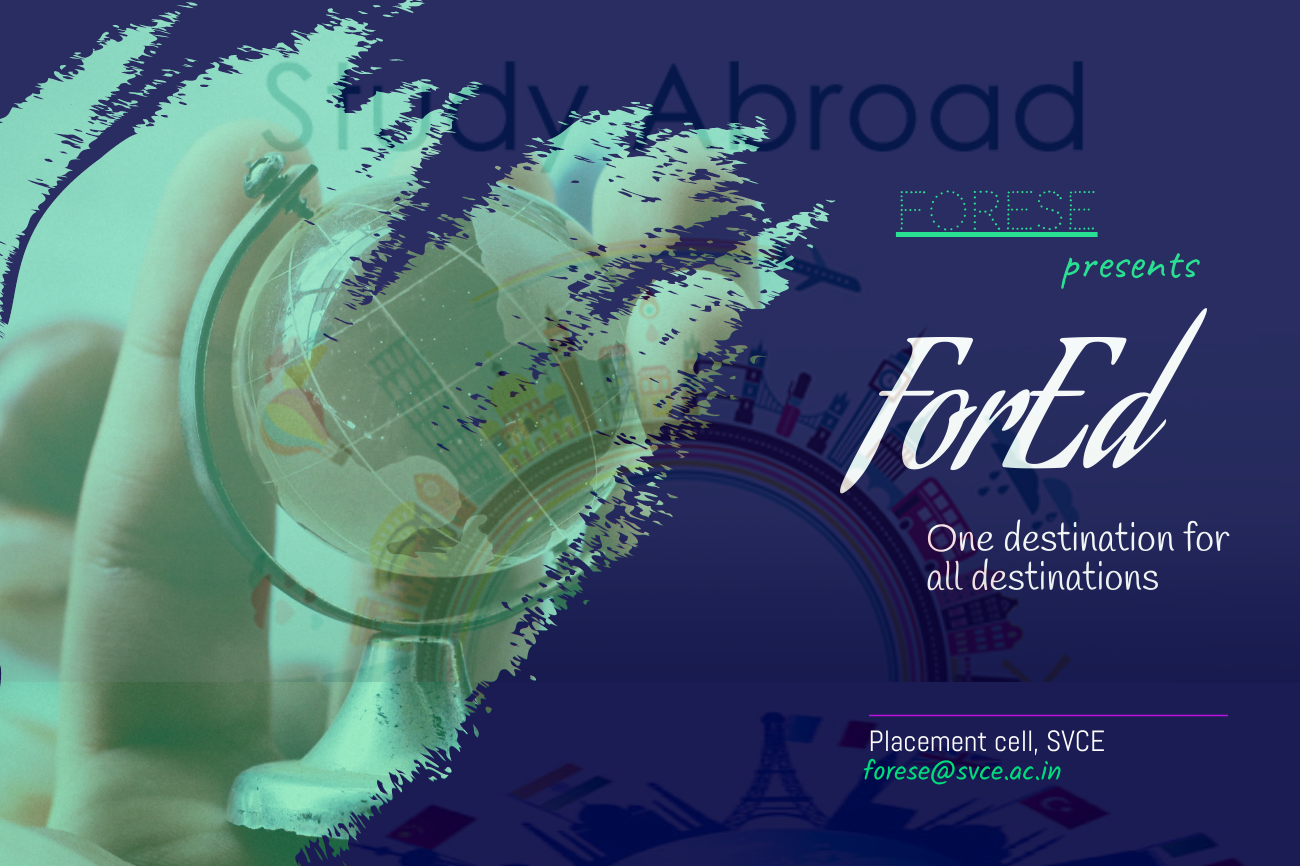 Study Abroad
FORESE
presents
ForEd
One destination for
all destinations
Placement cell, SVCE
forese@svce.ac.in